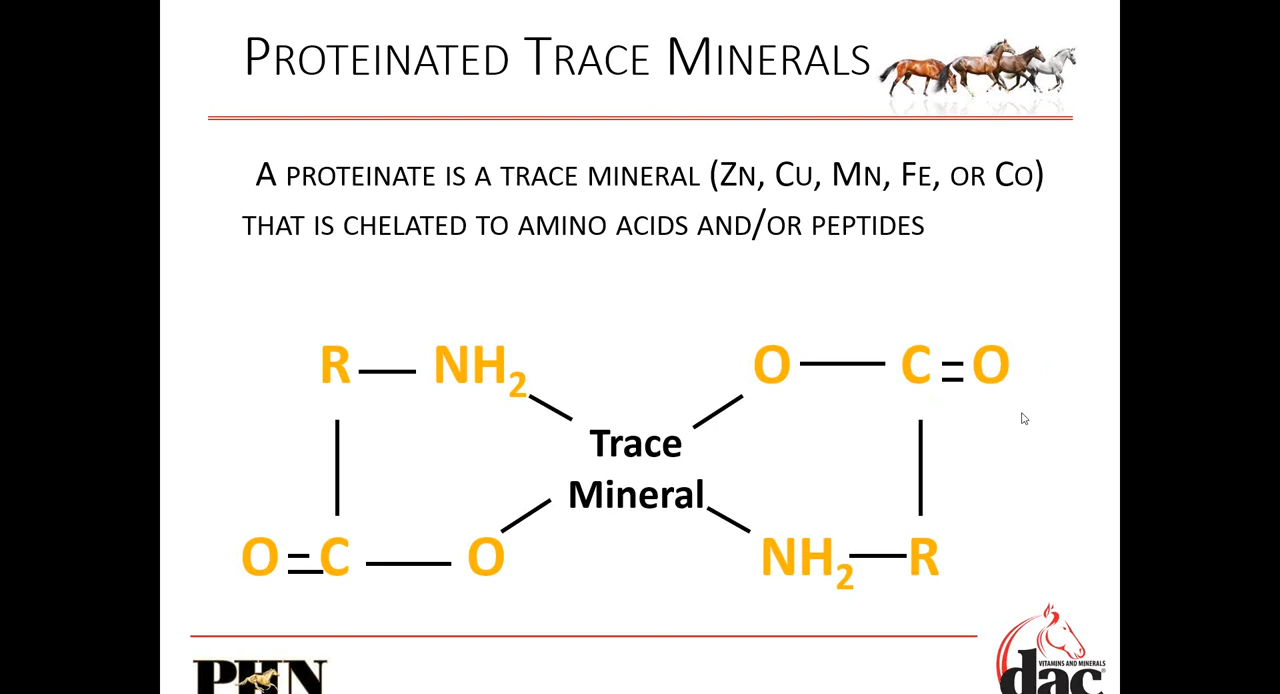 PROTEINATED TRACE MINERALS
A PROTEINATE IS A TRACE MINERAL (ZN, CU, MN, FE, OR CO)
THAT IS CHELATED TO AMINO ACIDS AND/OR PEPTIDES
R NH2 O C=O
Trace
Mineral
O=C O NH2 R
PHN
VITAMINS AND MINERALS
dac